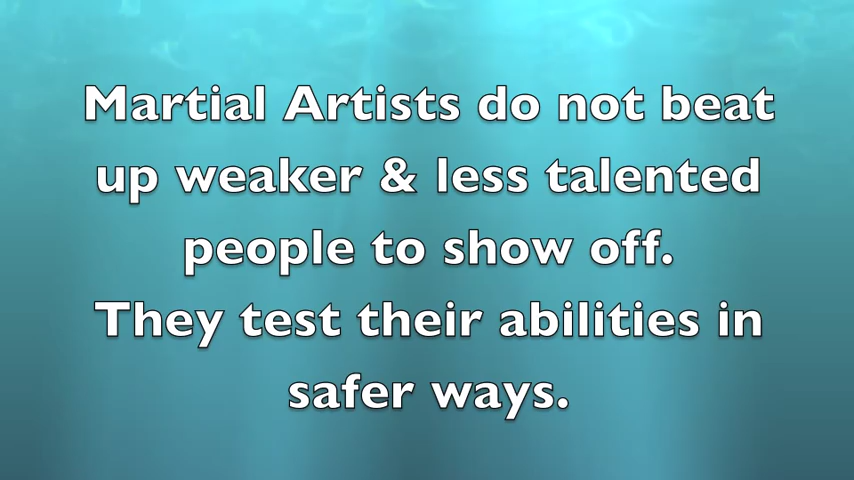 Martial Artists do not beat
up weaker & less talented
people to show off.
They test their abilities in
safer ways.